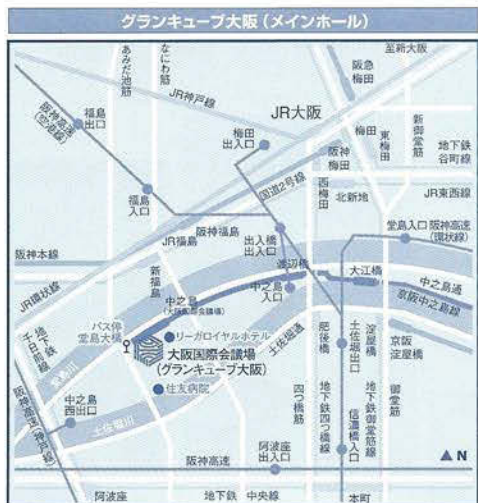 グランキューブ大阪（メインホール）
至新大阪
あみだ池筋
なにわ筋
阪急梅田
JR神戸線
JR大阪
福島出口
阪神高速（空港線）
梅田出入口
梅田
東梅田
新御堂筋
地下鉄谷町線
阪神梅田
西梅田
北新地
国道2号線
JR東西線
福島入口
阪神福島
JR福島
出入橋出入口
堂島入口
阪神高速（環状線）
阪神本線
新福島
渡辺橋
大江橋
中之島通
京阪中之島線
JR環状線
中之島（大阪国際会議場）
中之島入口
バス停堂島大橋
リーガロイヤルホテル
大阪国際会議場（グランキューブ大阪）
土佐堀通
地下鉄千日前線
堂島川
肥後橋
土佐堀出口
淀屋橋
京阪淀屋橋
住友病院
四つ橋筋
地下鉄四つ橋線
信濃橋入口
地下鉄御堂筋線
御堂筋
阪神高速（神戸線）
中之島西出口
土佐堀川
阿波座出入口
阪神高速
N
阿波座
地下鉄 中央線
本町